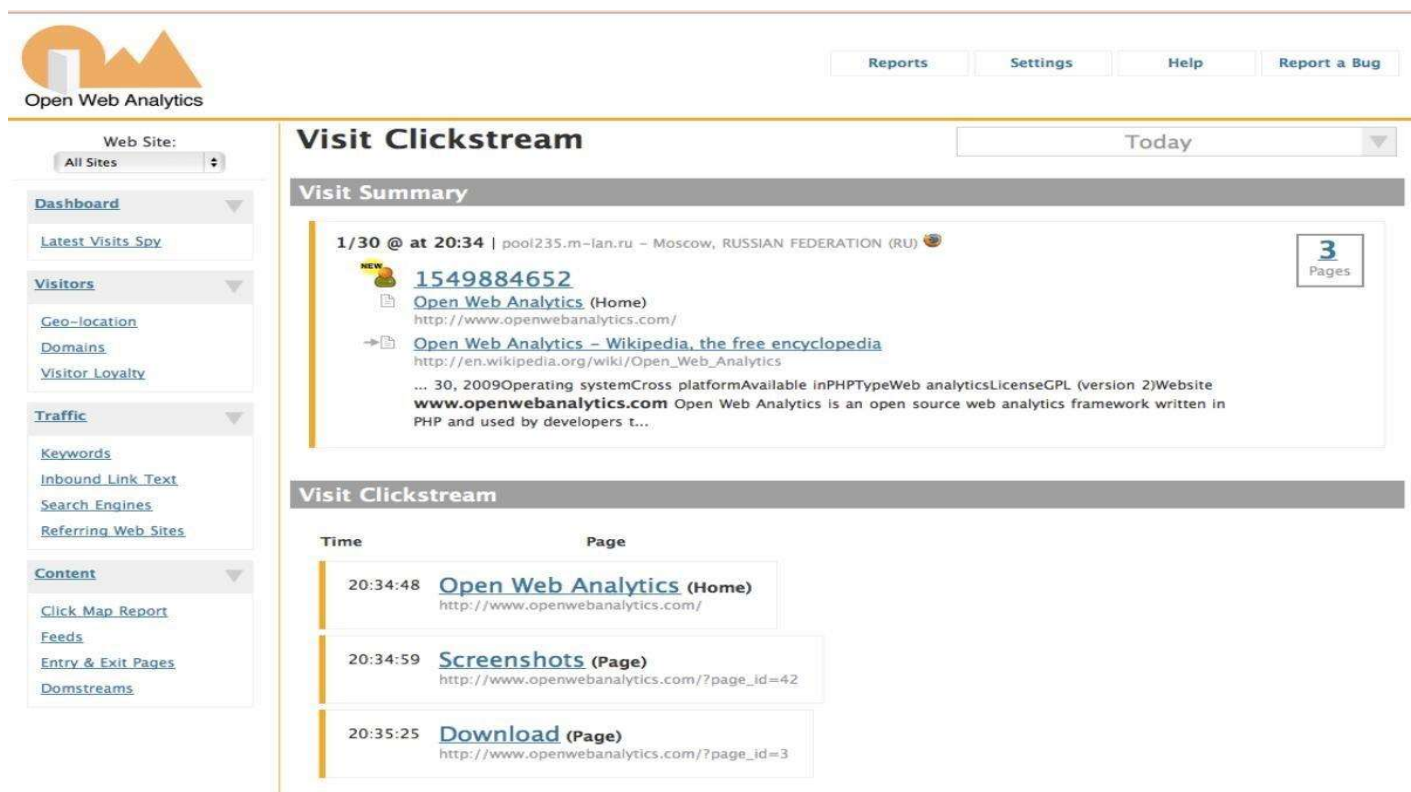 Open Web Analytics
Reports
Settings
Help
Report a Bug
Web Site:
All Sites
Dashboard
Latest Visits Spy
Visitors
Geo-location
Domains
Visitor Loyalty
Traffic
Keywords
Inbound Link Text
Search Engines
Referring Web Sites
Content
Click Map Report
Feeds
Entry & Exit Pages
Domstreams
Visit Clickstream
Today
Visit Summary
1/30 @ at 20:34 | pool235.m-lan.ru - Moscow, RUSSIAN FEDERATION (RU)
3
Pages
NEW
1549884652
Open Web Analytics (Home)
http://www.openwebanalytics.com/
Open Web Analytics - Wikipedia, the free encyclopedia
http://en.wikipedia.org/wiki/Open_Web_Analytics
... 30, 2009Operating systemCross platformAvailable inPHPTypeWeb analyticsLicenseGPL (version 2)Website
www.openwebanalytics.com Open Web Analytics is an open source web analytics framework written in
PHP and used by developers t...
Visit Clickstream
Time Page
20:34:48 Open Web Analytics (Home)
http://www.openwebanalytics.com/
20:34:59 Screenshots (Page)
http://www.openwebanalytics.com/?page_id=42
20:35:25 Download (Page)
http://www.openwebanalytics.com/?page_id=3